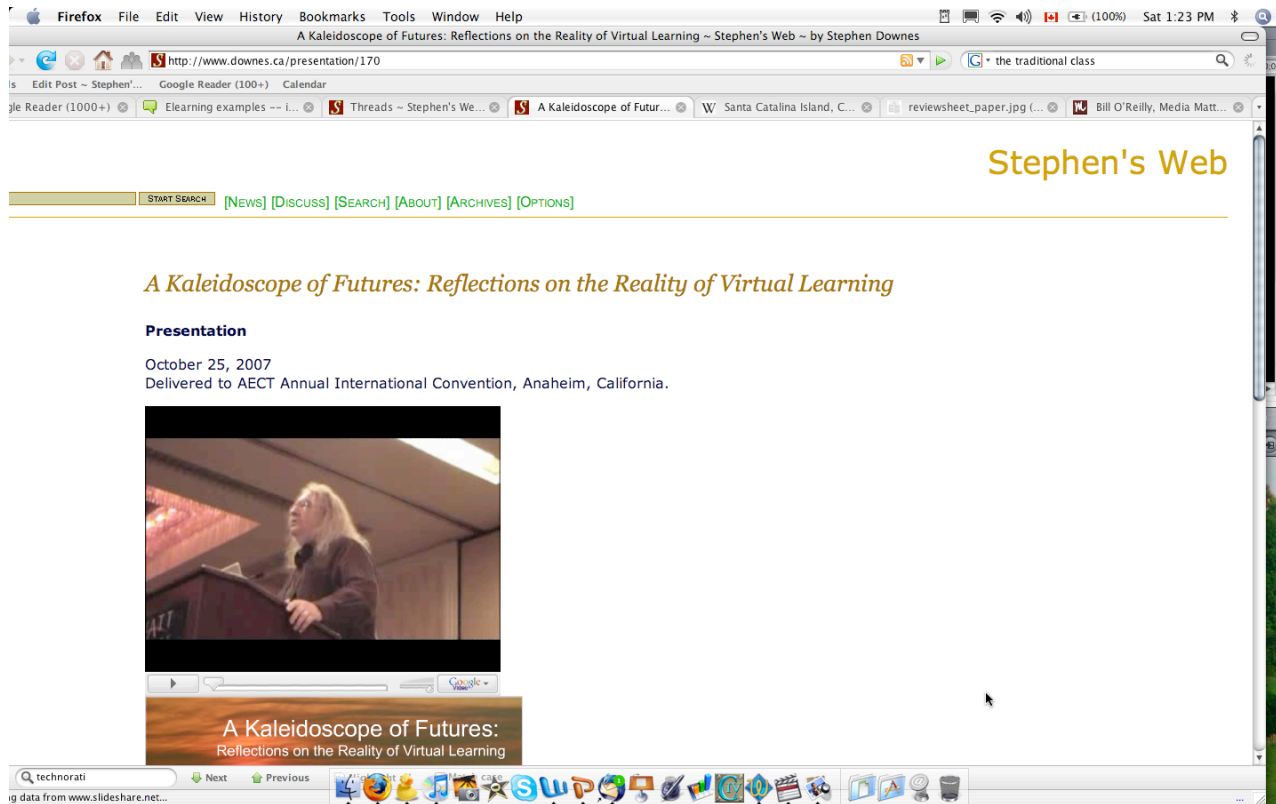 Firefox File Edit View History Bookmarks Tools Window Help (100%) Sat 1:23 PM
A Kaleidoscope of Futures: Reflections on the Reality of Virtual Learning ~ Stephen's Web ~ by Stephen Downes
http://www.downes.ca/presentation/170 G the traditional class
Edit Post ~ Stephen'... Google Reader (100+) Calendar
gle Reader (1000+) Elearning examples -- i... S Threads ~ Stephen's We... S A Kaleidoscope of Futur... W Santa Catalina Island, C... reviewsheet_paper.jpg (... Bill O'Reilly, Media Matt...
Stephen's Web
START SEARCH [NEWS] [DISCUSS] [SEARCH] [ABOUT] [ARCHIVES] [OPTIONS]
A Kaleidoscope of Futures: Reflections on the Reality of Virtual Learning
Presentation
October 25, 2007
Delivered to AECT Annual International Convention, Anaheim, California.
Google Video
A Kaleidoscope of Futures:
Reflections on the Reality of Virtual Learning
technorati Next Previous
g data from www.slideshare.net...